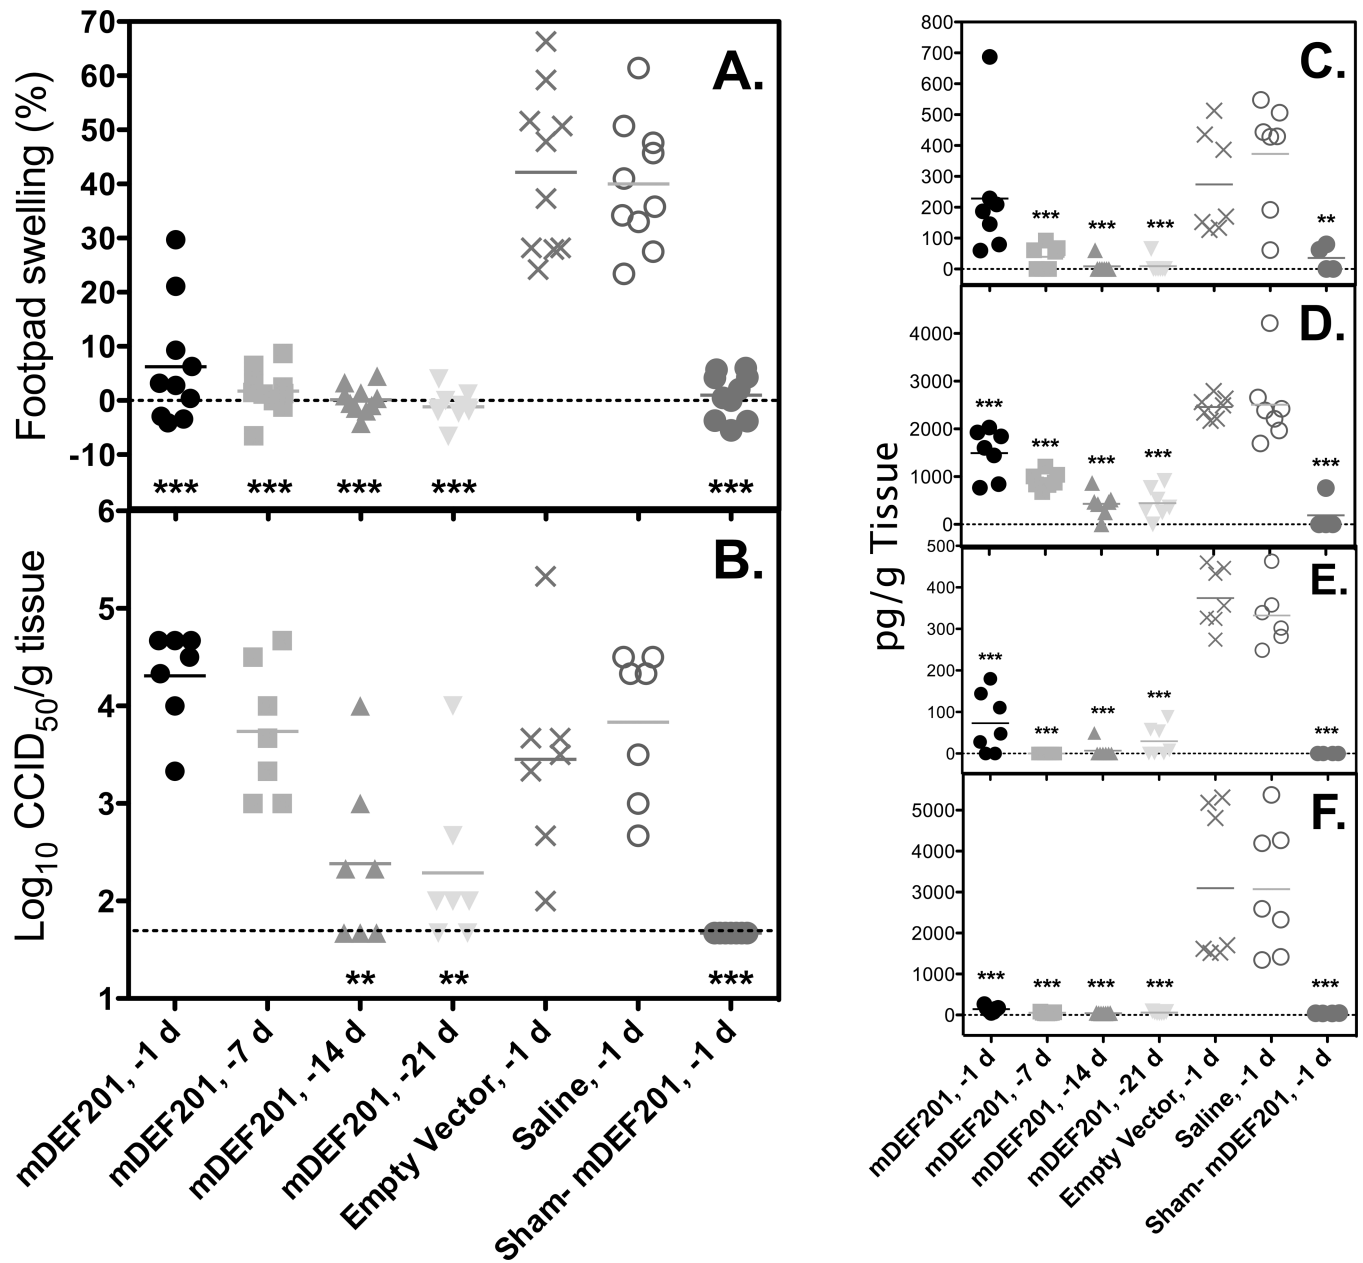 A.
Footpad swelling (%)
70
60
50
40
30
20
10
0
-10
*** *** *** *** ***
B.
Log10 CCID50/g tissue
6
5
4
3
2
1
** ** ***
mDEF201, -1 d
mDEF201, -7 d
mDEF201, -14 d
mDEF201, -21 d
Empty Vector, -1 d
Saline, -1 d
Sham- mDEF201, -1 d
pg/g Tissue
C.
800
700
600
500
400
300
200
100
0
*** *** *** **
D.
4000
3000
2000
1000
0
*** *** *** *** ***
E.
500
400
300
200
100
0
*** *** *** *** ***
F.
5000
4000
3000
2000
1000
0
*** *** *** *** ***
mDEF201, -1 d
mDEF201, -7 d
mDEF201, -14 d
mDEF201, -21 d
Empty Vector, -1 d
Saline, -1 d
Sham- mDEF201, -1 d